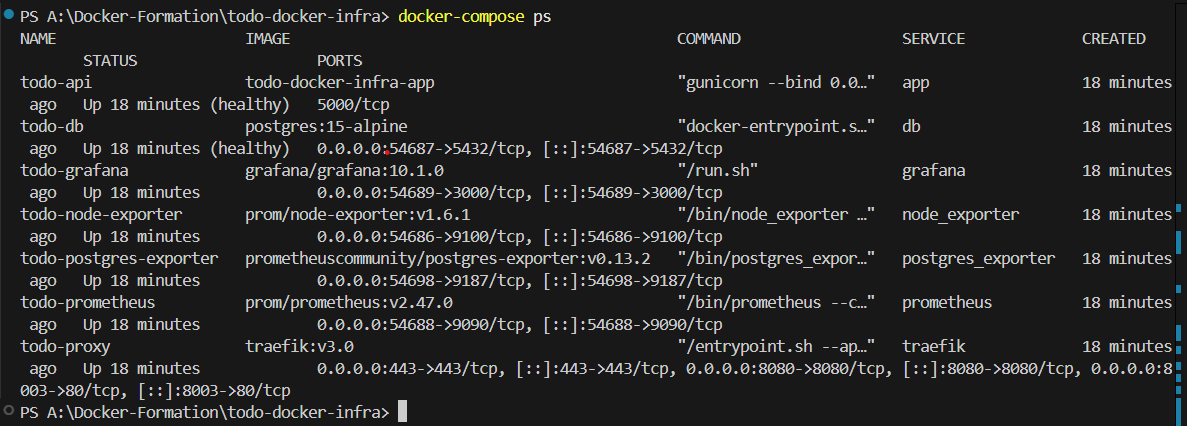 PS A:\Docker-Formation\todo-docker-infra> docker-compose ps
NAME IMAGE COMMAND SERVICE CREATED
STATUS PORTS
todo-api todo-docker-infra-app "gunicorn --bind 0.0…" app 18 minutes
ago Up 18 minutes (healthy) 5000/tcp
todo-db postgres:15-alpine "docker-entrypoint.s…" db 18 minutes
ago Up 18 minutes (healthy) 0.0.0.0:54687->5432/tcp, [::]:54687->5432/tcp
todo-grafana grafana/grafana:10.1.0 "/run.sh" grafana 18 minutes
ago Up 18 minutes 0.0.0.0:54689->3000/tcp, [::]:54689->3000/tcp
todo-node-exporter prom/node-exporter:v1.6.1 "/bin/node_exporter …" node_exporter 18 minutes
ago Up 18 minutes 0.0.0.0:54686->9100/tcp, [::]:54686->9100/tcp
todo-postgres-exporter prometheuscommunity/postgres-exporter:v0.13.2 "/bin/postgres_expor…" postgres_exporter 18 minutes
ago Up 18 minutes 0.0.0.0:54698->9187/tcp, [::]:54698->9187/tcp
todo-prometheus prom/prometheus:v2.47.0 "/bin/prometheus --c…" prometheus 18 minutes
ago Up 18 minutes 0.0.0.0:54688->9090/tcp, [::]:54688->9090/tcp
todo-proxy traefik:v3.0 "/entrypoint.sh --ap…" traefik 18 minutes
ago Up 18 minutes 0.0.0.0:443->443/tcp, [::]:443->443/tcp, 0.0.0.0:8080->8080/tcp, [::]:8080->8080/tcp, 0.0.0.0:8
003->80/tcp, [::]:8003->80/tcp
PS A:\Docker-Formation\todo-docker-infra>